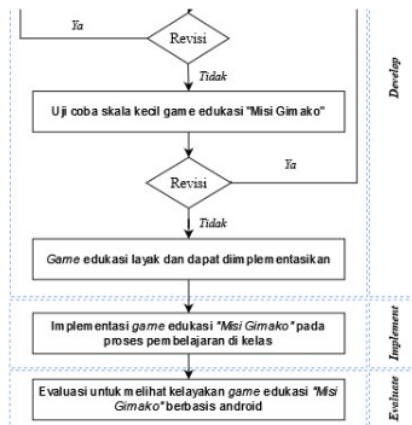 Ya
Revisi
Tidak
Develop
Uji coba skala kecil game edukasi "Misi Gimako"
Ya
Revisi
Tidak
Game edukasi layak dan dapat diimplementasikan
Implementasi game edukasi "Misi Gimako" pada
proses pembelajaran di kelas
Implement
Evaluasi untuk melihat kelayakan game edukasi "Misi
Gimako" berbasis android
Evaluate